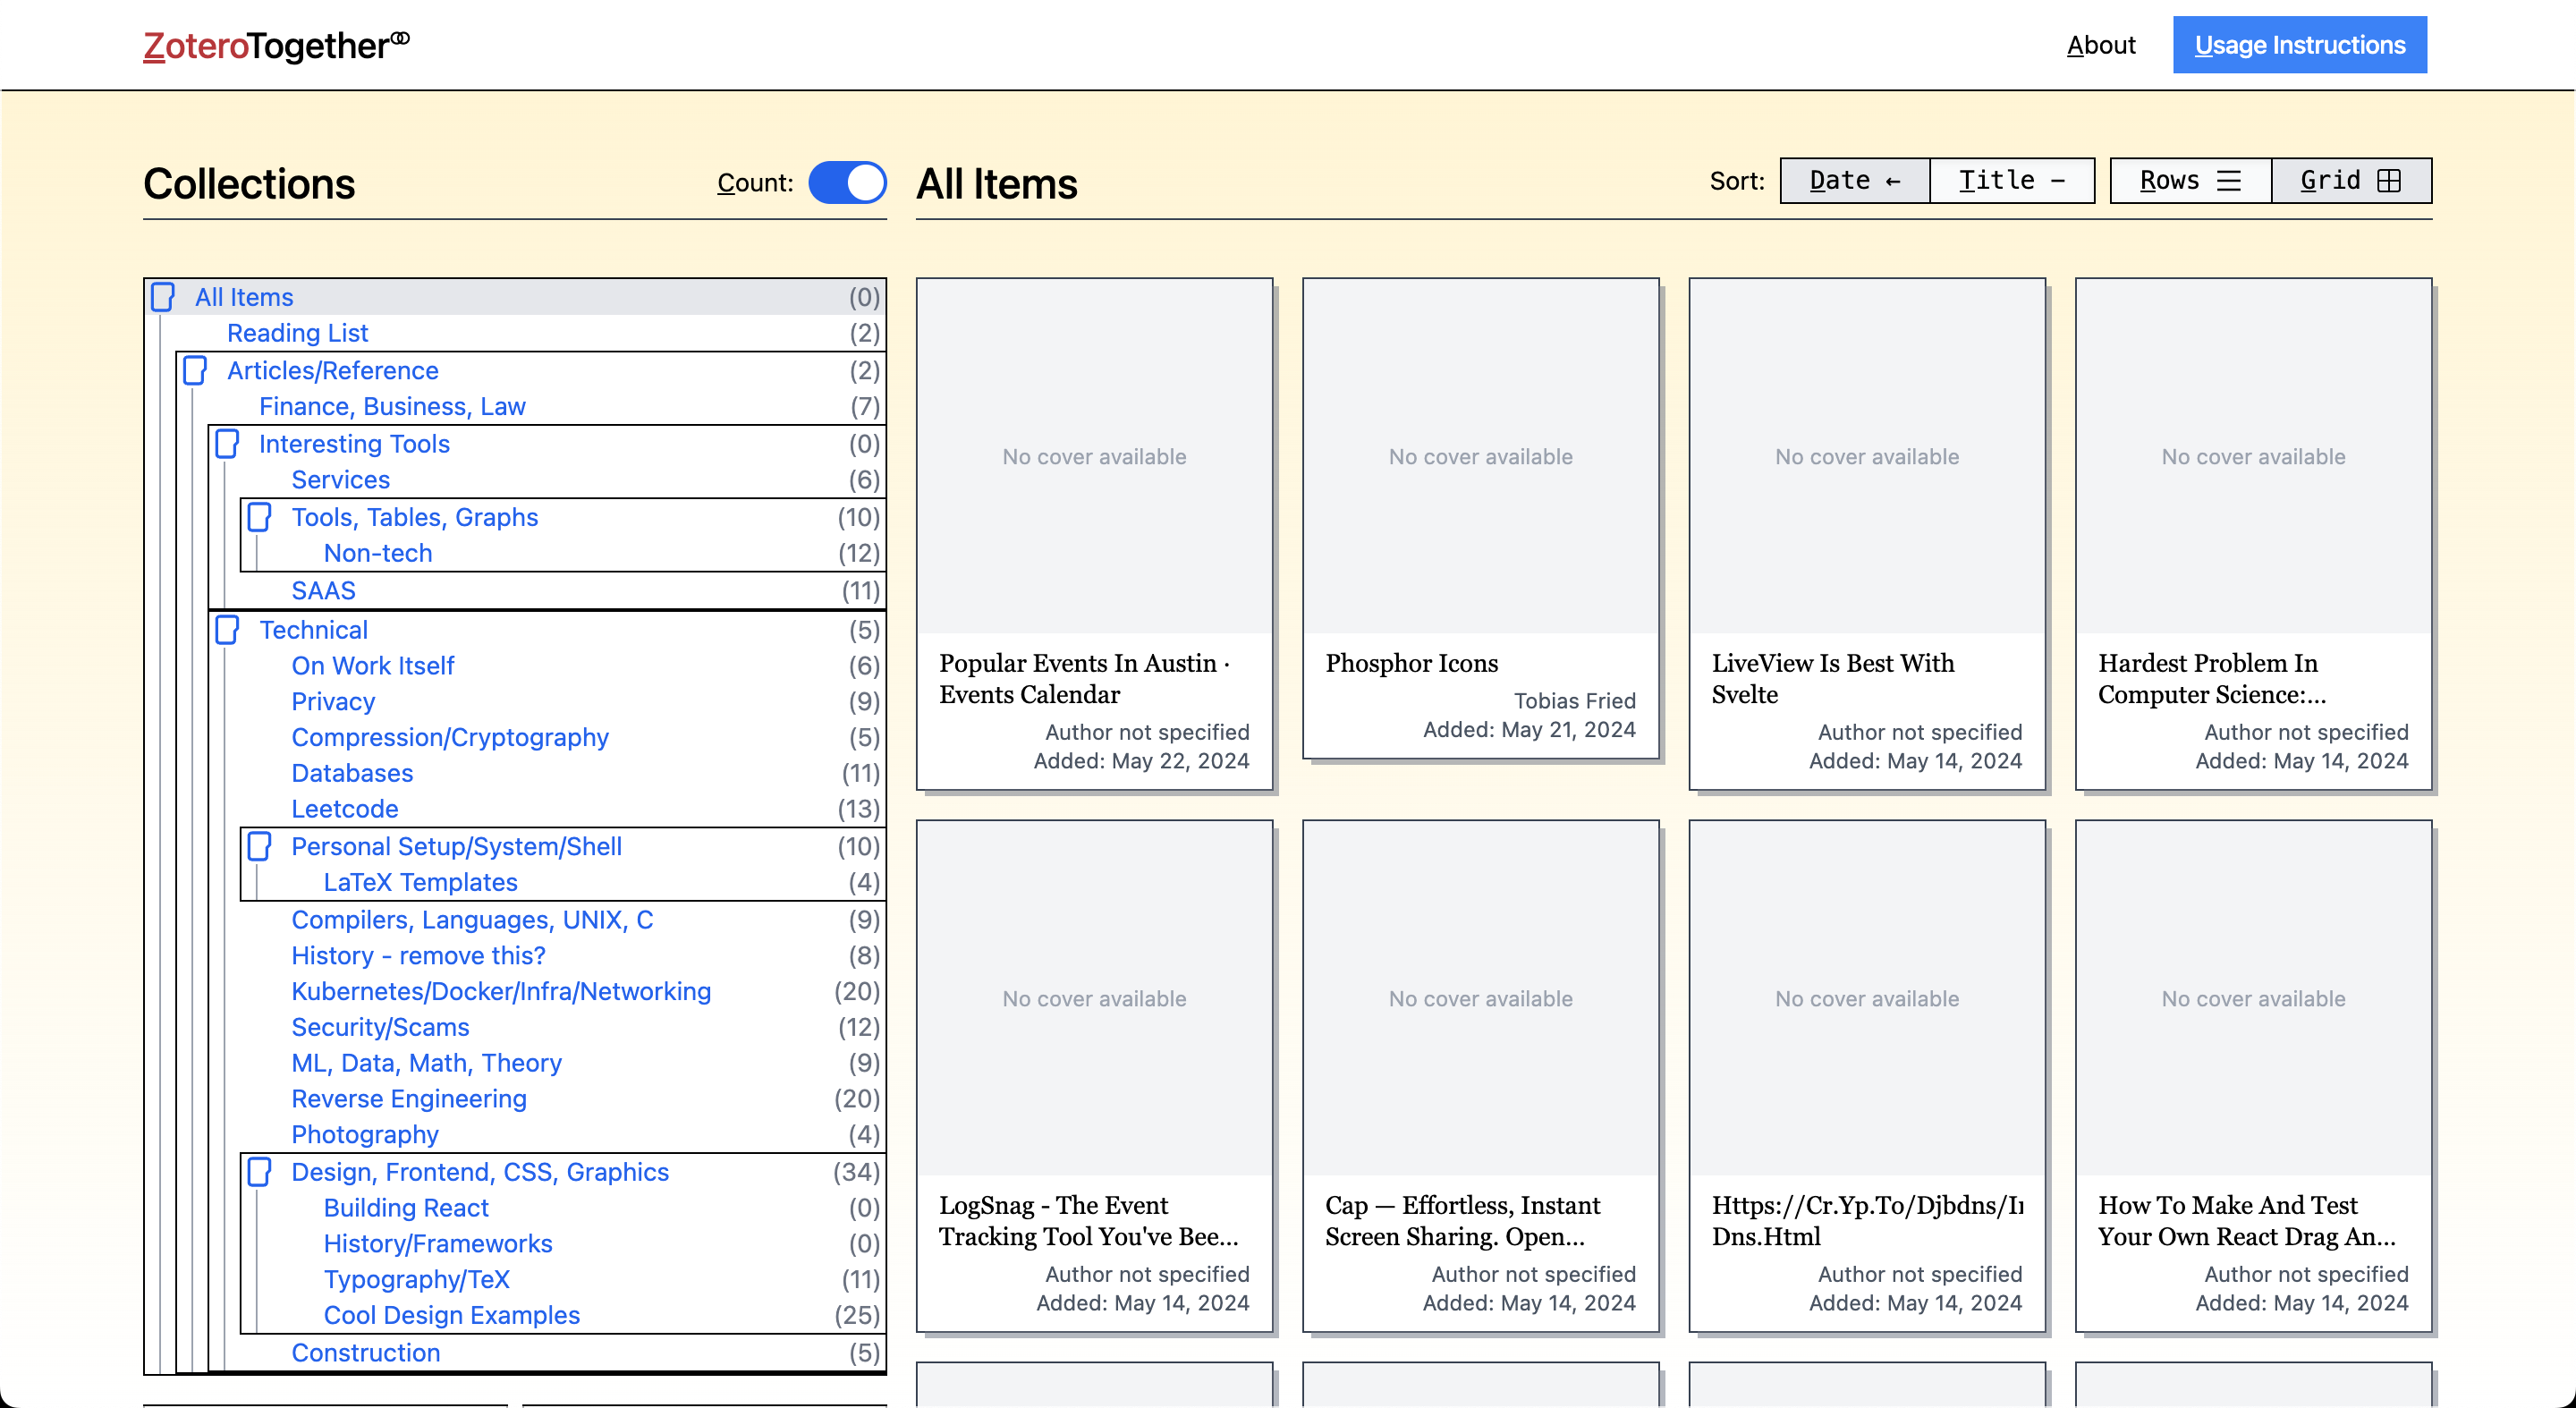 ZoteroTogether
About
Usage Instructions
Collections
Count:
All Items
Sort:
Date ←
Title −
Rows
Grid
All Items (0)
Reading List (2)
Articles/Reference (2)
Finance, Business, Law (7)
Interesting Tools (0)
Services (6)
Tools, Tables, Graphs (10)
Non-tech (12)
SAAS (11)
Technical (5)
On Work Itself (6)
Privacy (9)
Compression/Cryptography (5)
Databases (11)
Leetcode (13)
Personal Setup/System/Shell (10)
LaTeX Templates (4)
Compilers, Languages, UNIX, C (9)
History - remove this? (8)
Kubernetes/Docker/Infra/Networking (20)
Security/Scams (12)
ML, Data, Math, Theory (9)
Reverse Engineering (20)
Photography (4)
Design, Frontend, CSS, Graphics (34)
Building React (0)
History/Frameworks (0)
Typography/TeX (11)
Cool Design Examples (25)
Construction (5)
No cover available
Popular Events In Austin ·
Events Calendar
Author not specified
Added: May 22, 2024
No cover available
Phosphor Icons
Tobias Fried
Added: May 21, 2024
No cover available
LiveView Is Best With
Svelte
Author not specified
Added: May 14, 2024
No cover available
Hardest Problem In
Computer Science:...
Author not specified
Added: May 14, 2024
No cover available
LogSnag - The Event
Tracking Tool You've Bee...
Author not specified
Added: May 14, 2024
No cover available
Cap — Effortless, Instant
Screen Sharing. Open...
Author not specified
Added: May 14, 2024
No cover available
Https://Cr.Yp.To/Djbdns/I
Dns.Html
Author not specified
Added: May 14, 2024
No cover available
How To Make And Test
Your Own React Drag An...
Author not specified
Added: May 14, 2024